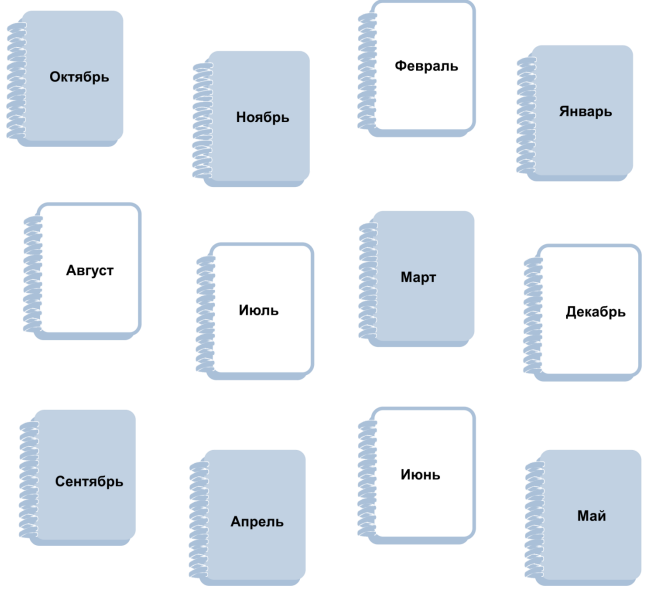 Октябрь
Ноябрь
Февраль
Январь
Август
Июль
Март
Декабрь
Сентябрь
Апрель
Июнь
Май